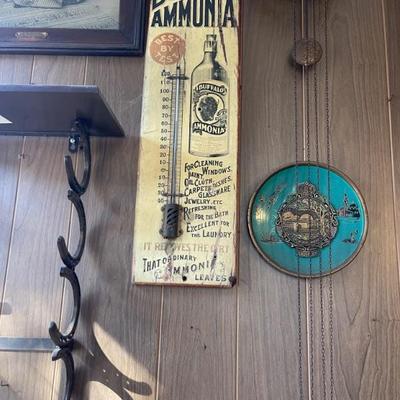 AMMONIA
BEST
BY
TEST
BUFFALO
AMMONIA
FOR CLEANING
PAINT, WINDOWS,
OIL CLOTH,
CARPETS, DISHES,
GLASSWARE
JEWELRY, ETC.
REFRESHING
FOR THE BATH
EXCELLENT FOR
THE LAUNDRY
IT REMOVES THE DIRT
THAT ORDINARY
AMMONIA
LEAVES